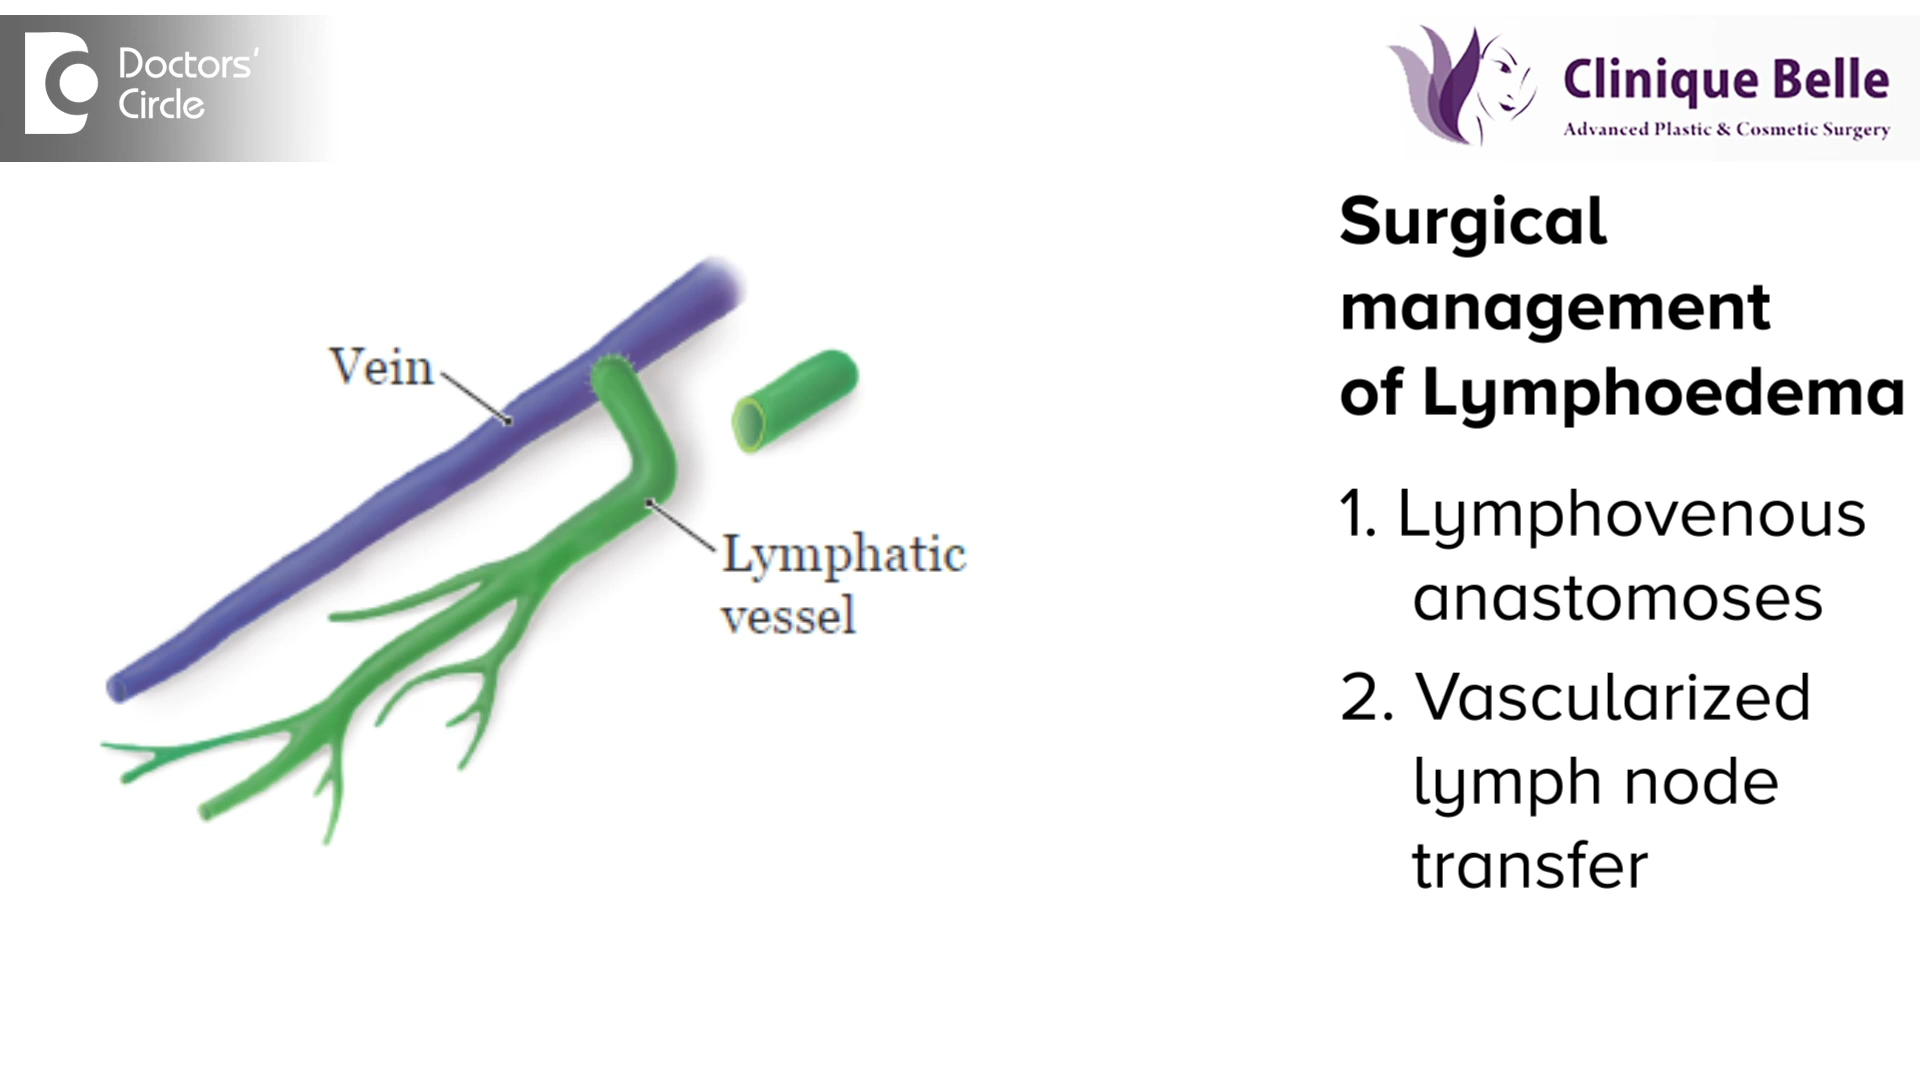 Doctors'
Circle
Clinique Belle
Advanced Plastic & Cosmetic Surgery
Surgical
management
of Lymphoedema
1. Lymphovenous
anastomoses
2. Vascularized
lymph node
transfer
Vein
Lymphatic
vessel